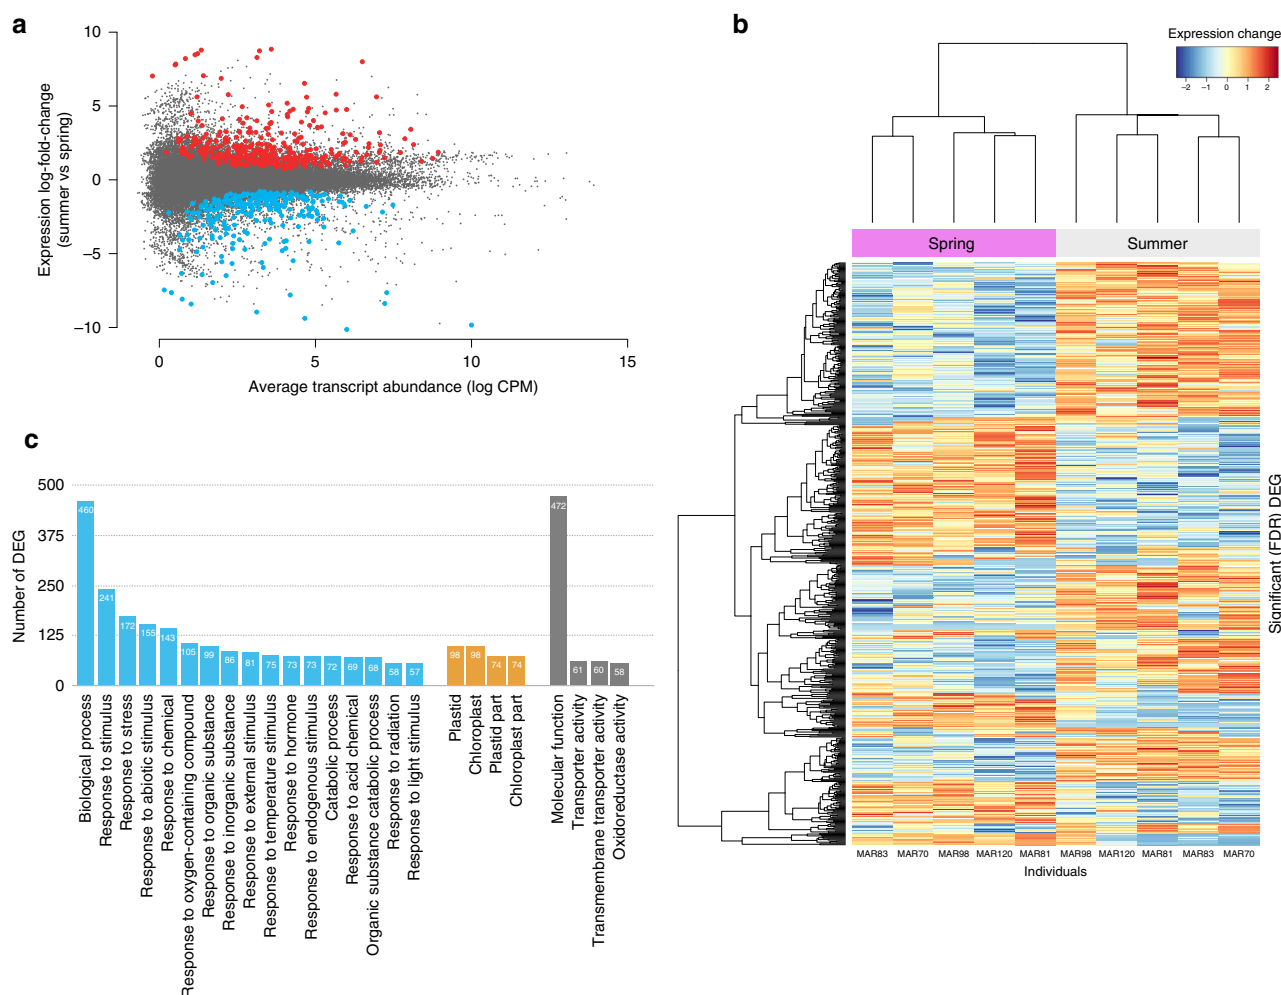 a
10
5
0
−5
−10
Expression log-fold-change
(summer vs spring)
0
5
10
15
Average transcript abundance (log CPM)
b
Expression change
−2
−1
0
1
2
Spring
Summer
Significant (FDR) DEG
MAR83
MAR70
MAR98
MAR120
MAR81
MAR98
MAR120
MAR81
MAR83
MAR70
Individuals
c
500
375
250
125
0
Number of DEG
460
241
172
155
143
105
99
86
81
75
73
73
72
69
68
58
57
98
98
74
74
472
61
60
58
Biological process
Response to stimulus
Response to stress
Response to abiotic stimulus
Response to chemical
Response to oxygen-containing compound
Response to organic substance
Response to inorganic substance
Response to external stimulus
Response to temperature stimulus
Response to hormone
Response to endogenous stimulus
Catabolic process
Response to acid chemical
Organic substance catabolic process
Response to radiation
Response to light stimulus
Plastid
Chloroplast
Plastid part
Chloroplast part
Molecular function
Transporter activity
Transmembrane transporter activity
Oxidoreductase activity